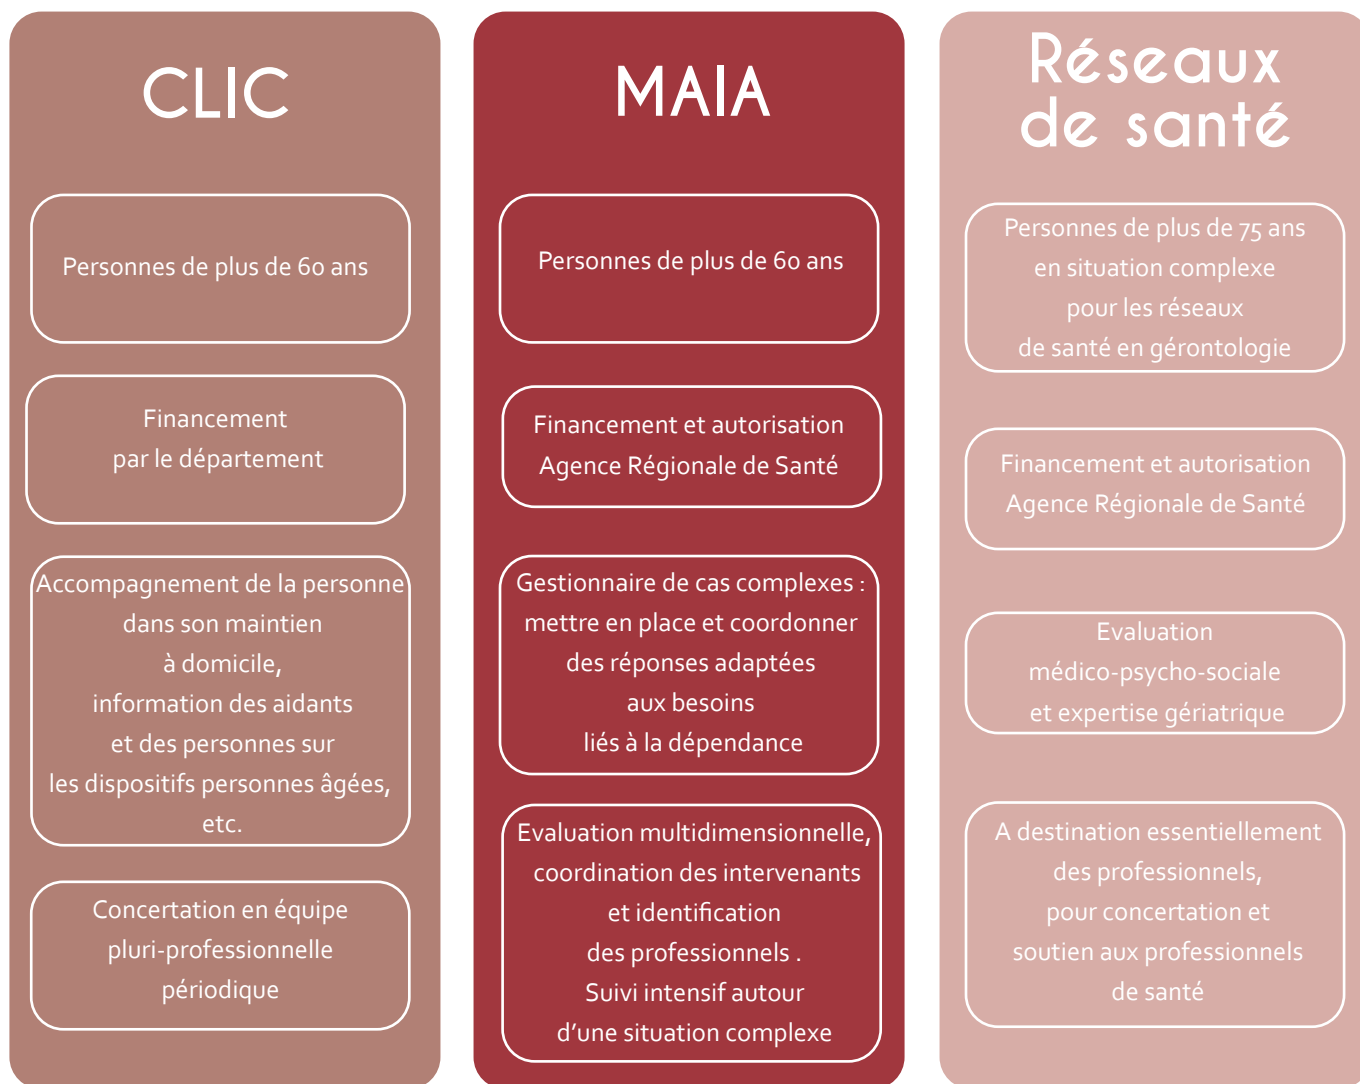 CLIC
Personnes de plus de 60 ans
Financement
par le département
Accompagnement de la personne
dans son maintien
à domicile,
information des aidants
et des personnes sur
les dispositifs personnes âgées,
etc.
Concertation en équipe
pluri-professionnelle
périodique
MAIA
Personnes de plus de 60 ans
Financement et autorisation
Agence Régionale de Santé
Gestionnaire de cas complexes :
mettre en place et coordonner
des réponses adaptées
aux besoins
liés à la dépendance
Evaluation multidimensionnelle,
coordination des intervenants
et identification
des professionnels .
Suivi intensif autour
d’une situation complexe
Réseaux
de santé
Personnes de plus de 75 ans
en situation complexe
pour les réseaux
de santé en gérontologie
Financement et autorisation
Agence Régionale de Santé
Evaluation
médico-psycho-sociale
et expertise gériatrique
A destination essentiellement
des professionnels,
pour concertation et
soutien aux professionnels
de santé